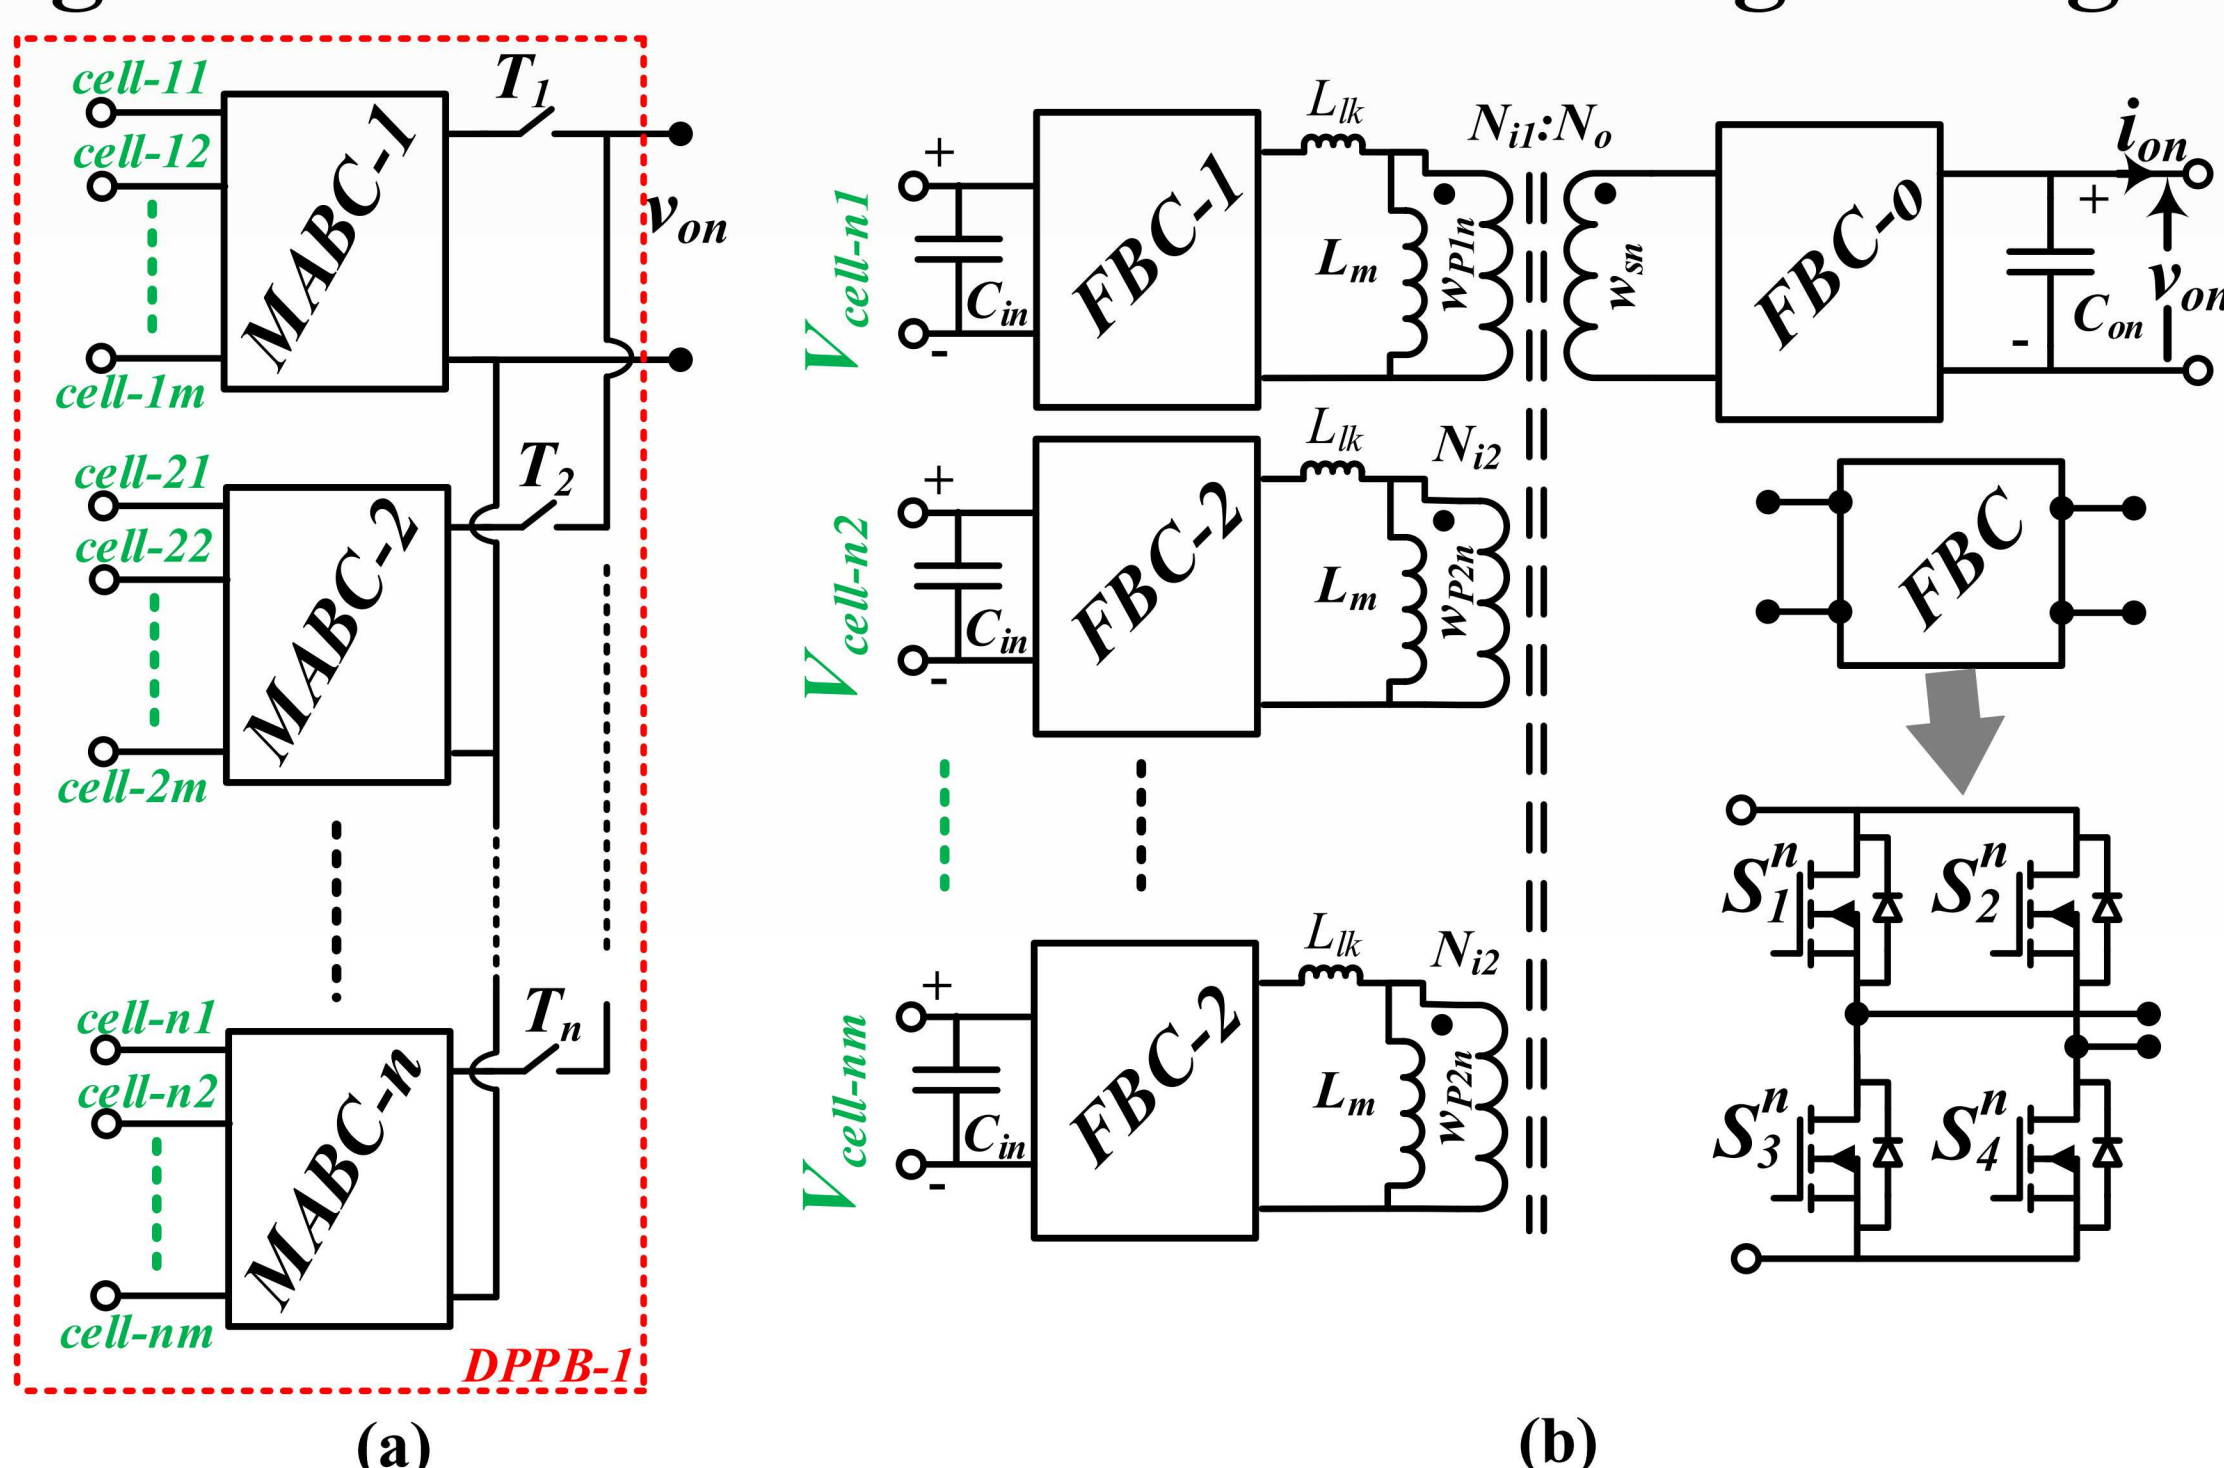 cell-11
cell-12
cell-1m
MABC-1
T1
von
cell-21
cell-22
cell-2m
MABC-2
T2
cell-n1
cell-n2
cell-nm
MABC-n
Tn
DPPB-1
(a)
Vcell-n1
+
-
Cin
FBC-1
Llk
Lm
wP1n
Ni1:No
wsn
FBC-o
ion
+
-
Con
von
Vcell-n2
+
-
Cin
FBC-2
Llk
Lm
wP2n
Ni2
Vcell-nm
+
-
Cin
FBC-2
Llk
Lm
wP2n
Ni2
FBC
S1n
S2n
S3n
S4n
(b)